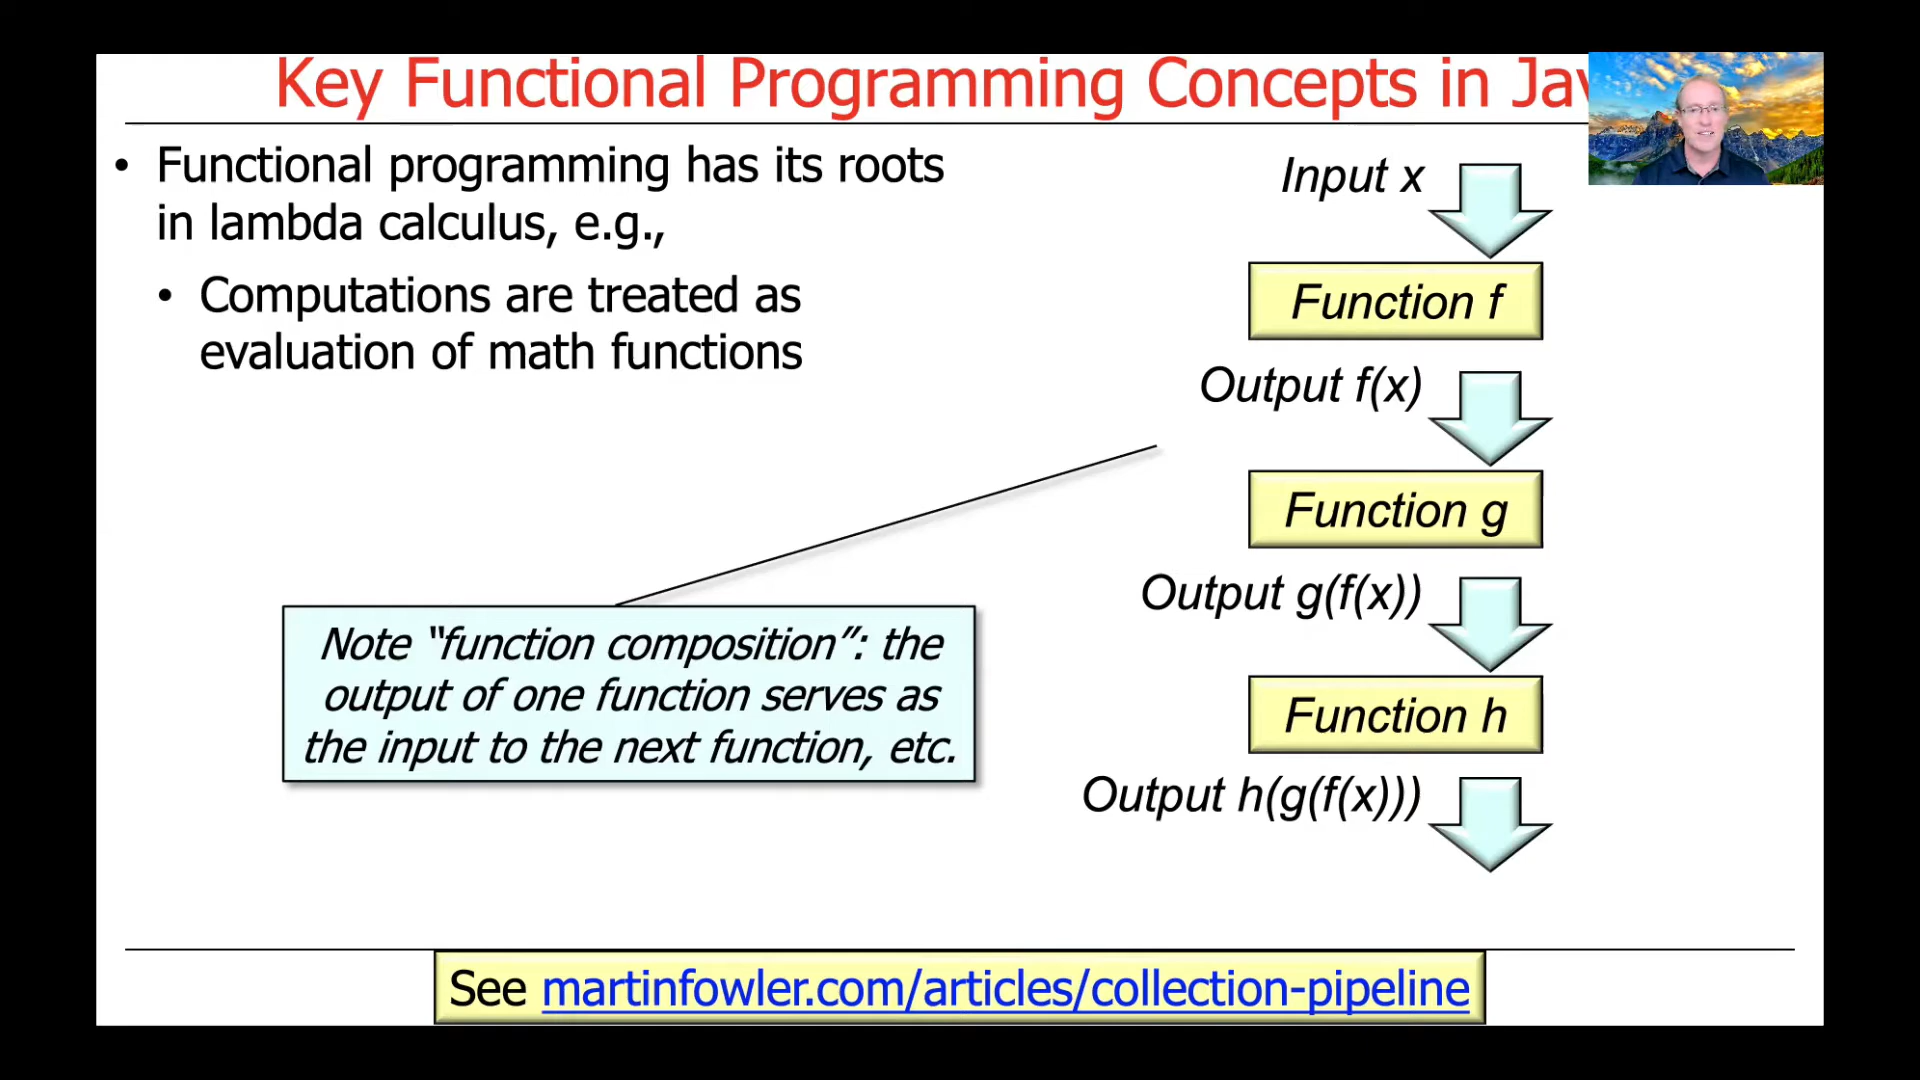 Key Functional Programming Concepts in Jav
• Functional programming has its roots
in lambda calculus, e.g.,
• Computations are treated as
evaluation of math functions
Input x
Function f
Output f(x)
Function g
Output g(f(x))
Function h
Output h(g(f(x)))
Note “function composition”: the
output of one function serves as
the input to the next function, etc.
See martinfowler.com/articles/collection-pipeline